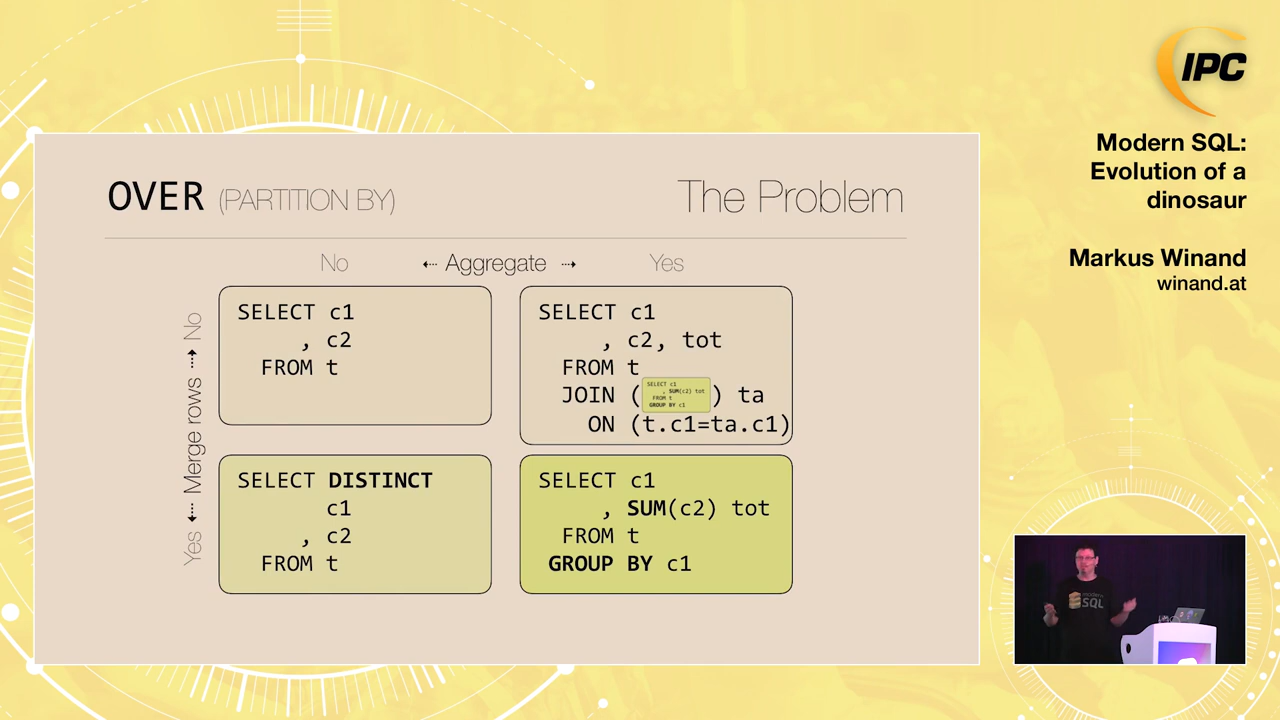 IPC
Modern SQL:
Evolution of a
dinosaur
Markus Winand
winand.at
OVER (PARTITION BY)
The Problem
No
⇠ Aggregate ⇢
Yes
Yes ⇠ Merge rows ⇢ No
SELECT c1
, c2
FROM t
SELECT c1
, c2, tot
FROM t
JOIN (
SELECT c1
, SUM(c2) tot
FROM t
GROUP BY c1
) ta
ON (t.c1=ta.c1)
SELECT DISTINCT
c1
, c2
FROM t
SELECT c1
, SUM(c2) tot
FROM t
GROUP BY c1
modern
SQL